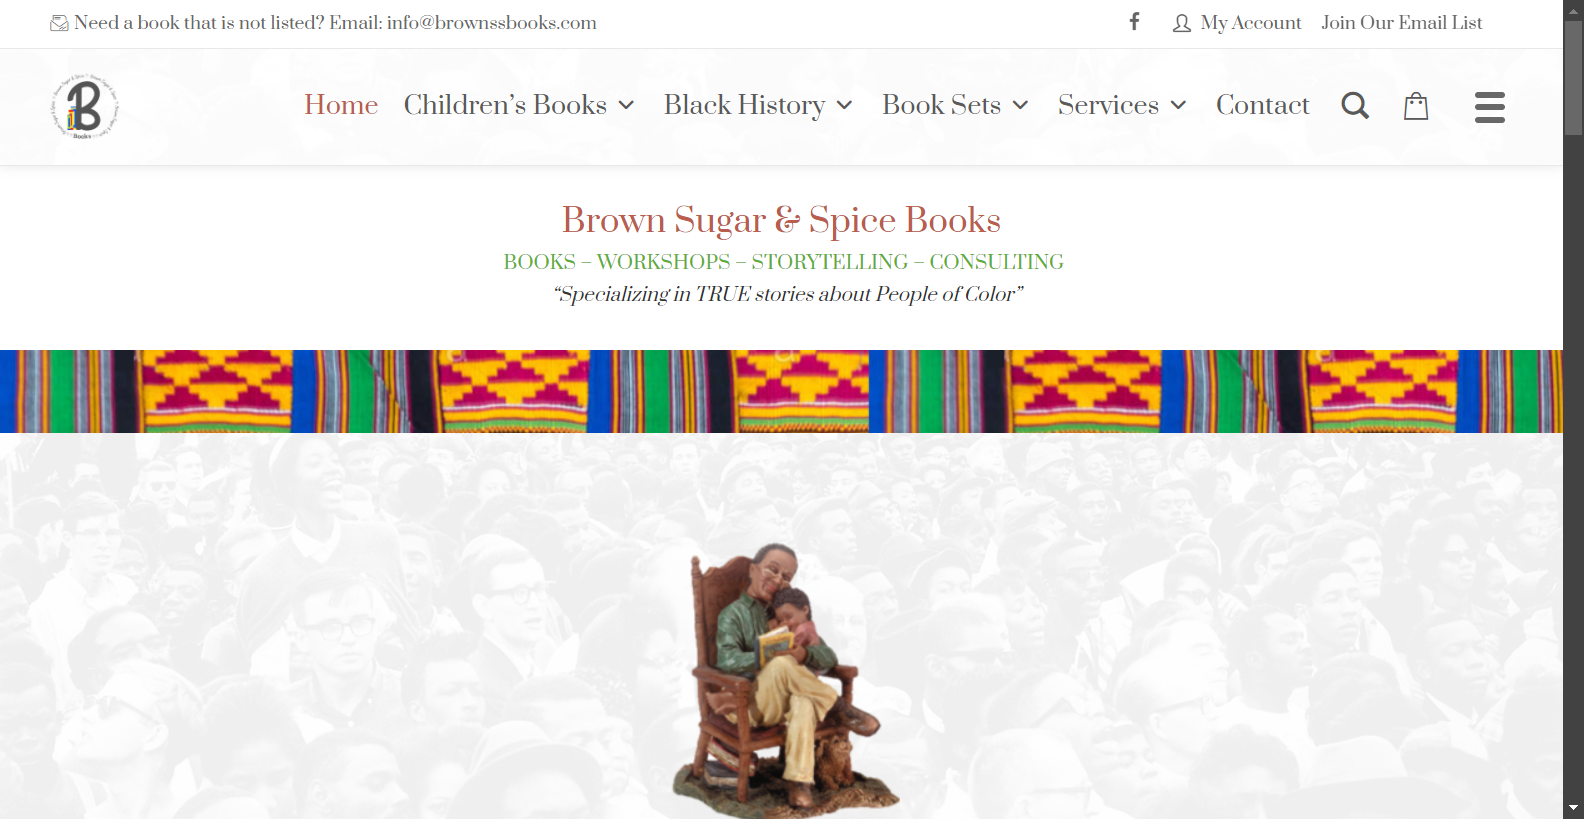 Need a book that is not listed? Email: info@brownssbooks.com
My Account
Join Our Email List
B
Books
Home
Children's Books
Black History
Book Sets
Services
Contact
Brown Sugar & Spice Books
BOOKS – WORKSHOPS – STORYTELLING – CONSULTING
“Specializing in TRUE stories about People of Color”